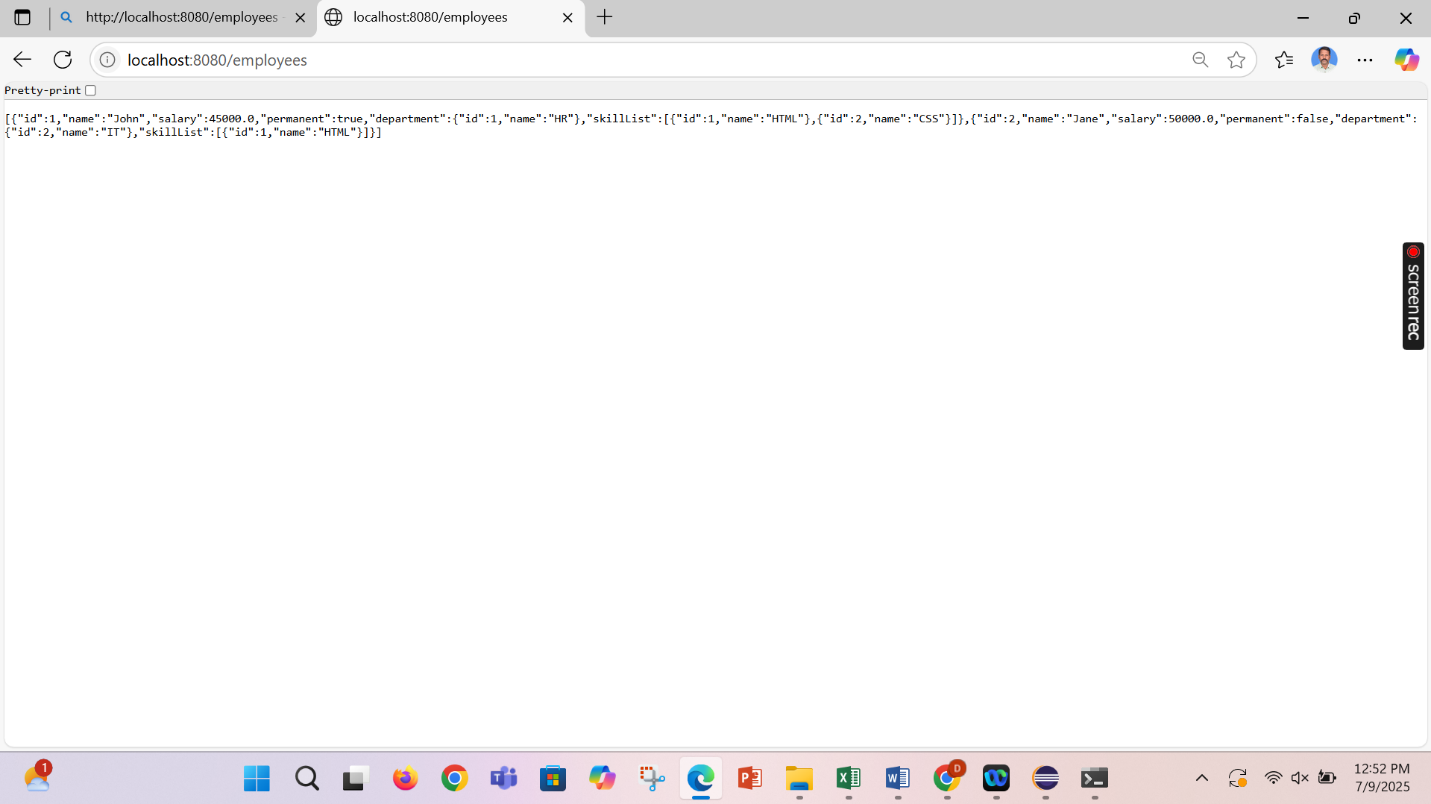 http://localhost:8080/employees
localhost:8080/employees
localhost:8080/employees
Pretty-print
[{"id":1,"name":"John","salary":45000.0,"permanent":true,"department":{"id":1,"name":"HR"},"skillList":[{"id":1,"name":"HTML"},{"id":2,"name":"CSS"}]},{"id":2,"name":"Jane","salary":50000.0,"permanent":false,"department":
{"id":2,"name":"IT"},"skillList":[{"id":1,"name":"HTML"}]}]
screenrec
1
D
12:52 PM
7/9/2025